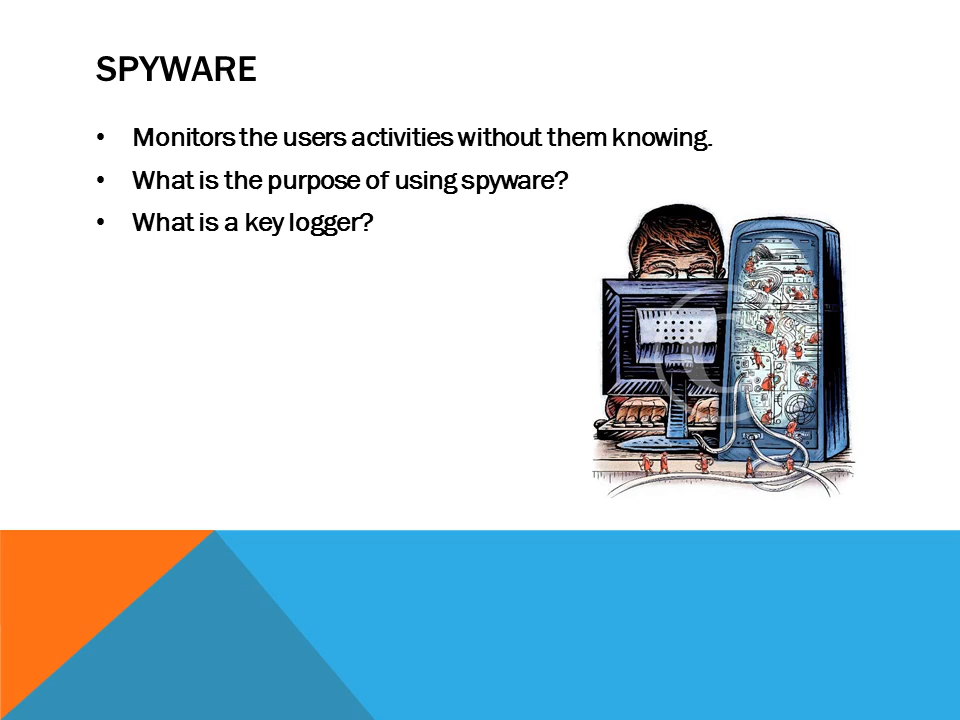 SPYWARE
• Monitors the users activities without them knowing.
• What is the purpose of using spyware?
• What is a key logger?